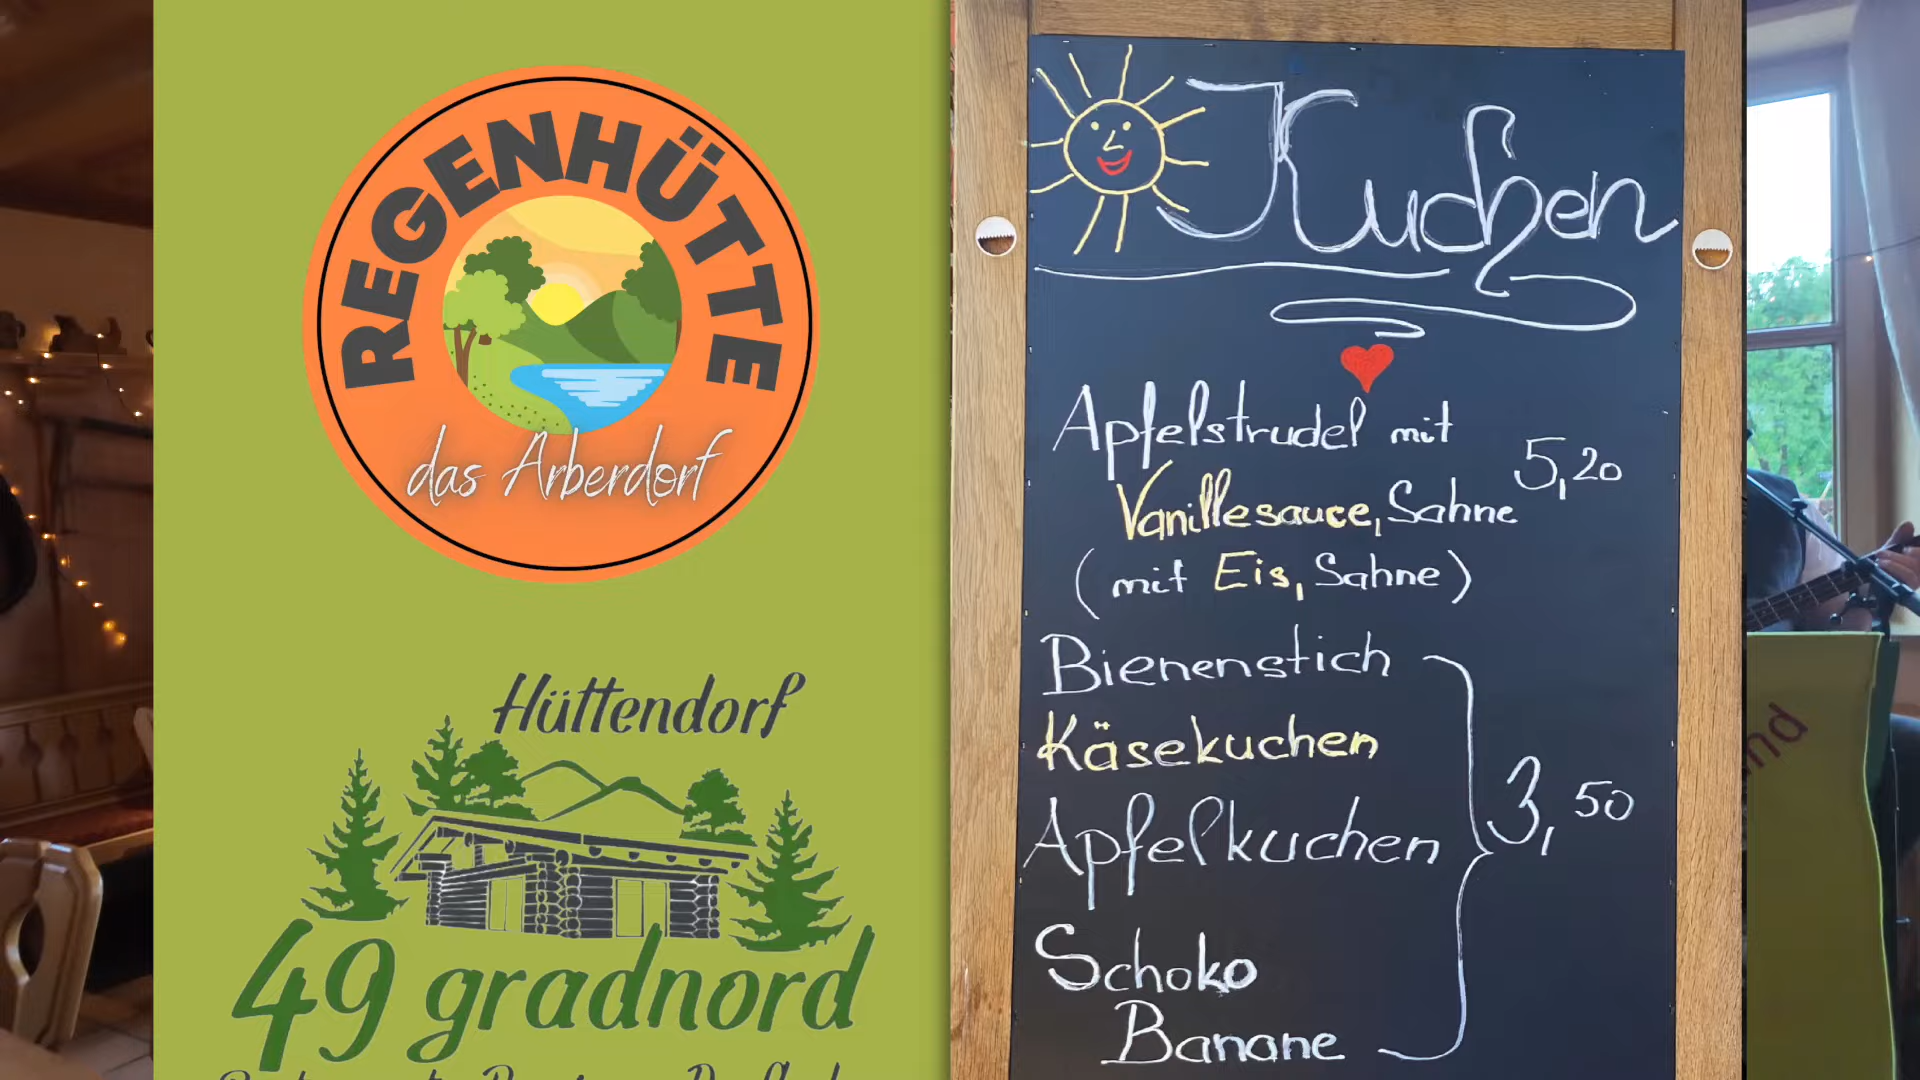 REGENHÜTTE
das Arberdorf
Hüttendorf
49 gradnord
Kuchen
Apfelstrudel mit
Vanillesauce, Sahne 5,20
(mit Eis, Sahne)
Bienenstich
Käsekuchen
Apfelkuchen 3,50
Schoko
Banane